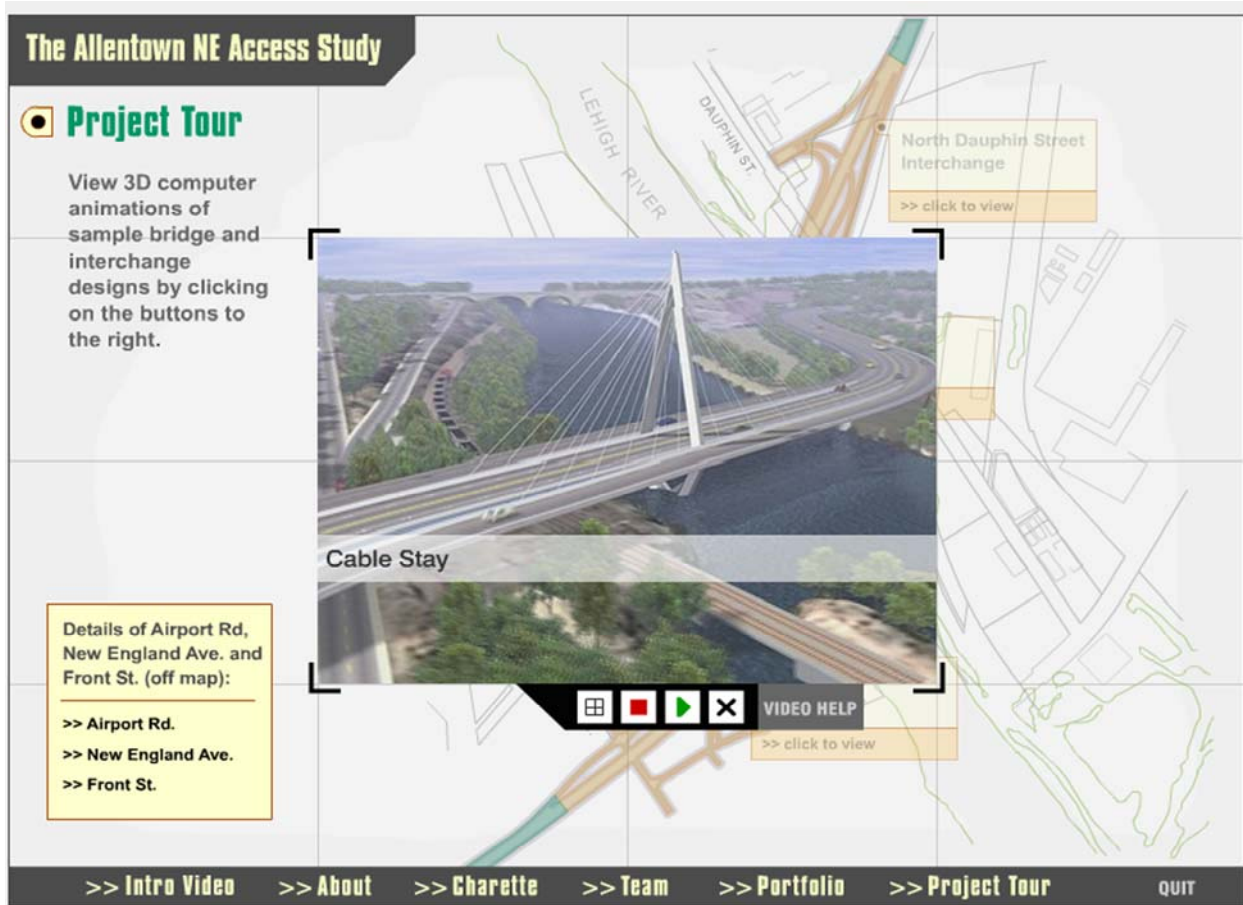 The Allentown NE Access Study
Project Tour
View 3D computer
animations of
sample bridge and
interchange
designs by clicking
on the buttons to
the right.
LEHIGH RIVER
DAUPHIN ST.
North Dauphin Street
Interchange
>> click to view
Cable Stay
VIDEO HELP
>> click to view
Details of Airport Rd,
New England Ave. and
Front St. (off map):
>> Airport Rd.
>> New England Ave.
>> Front St.
>> Intro Video >> About >> Charette >> Team >> Portfolio >> Project Tour QUIT